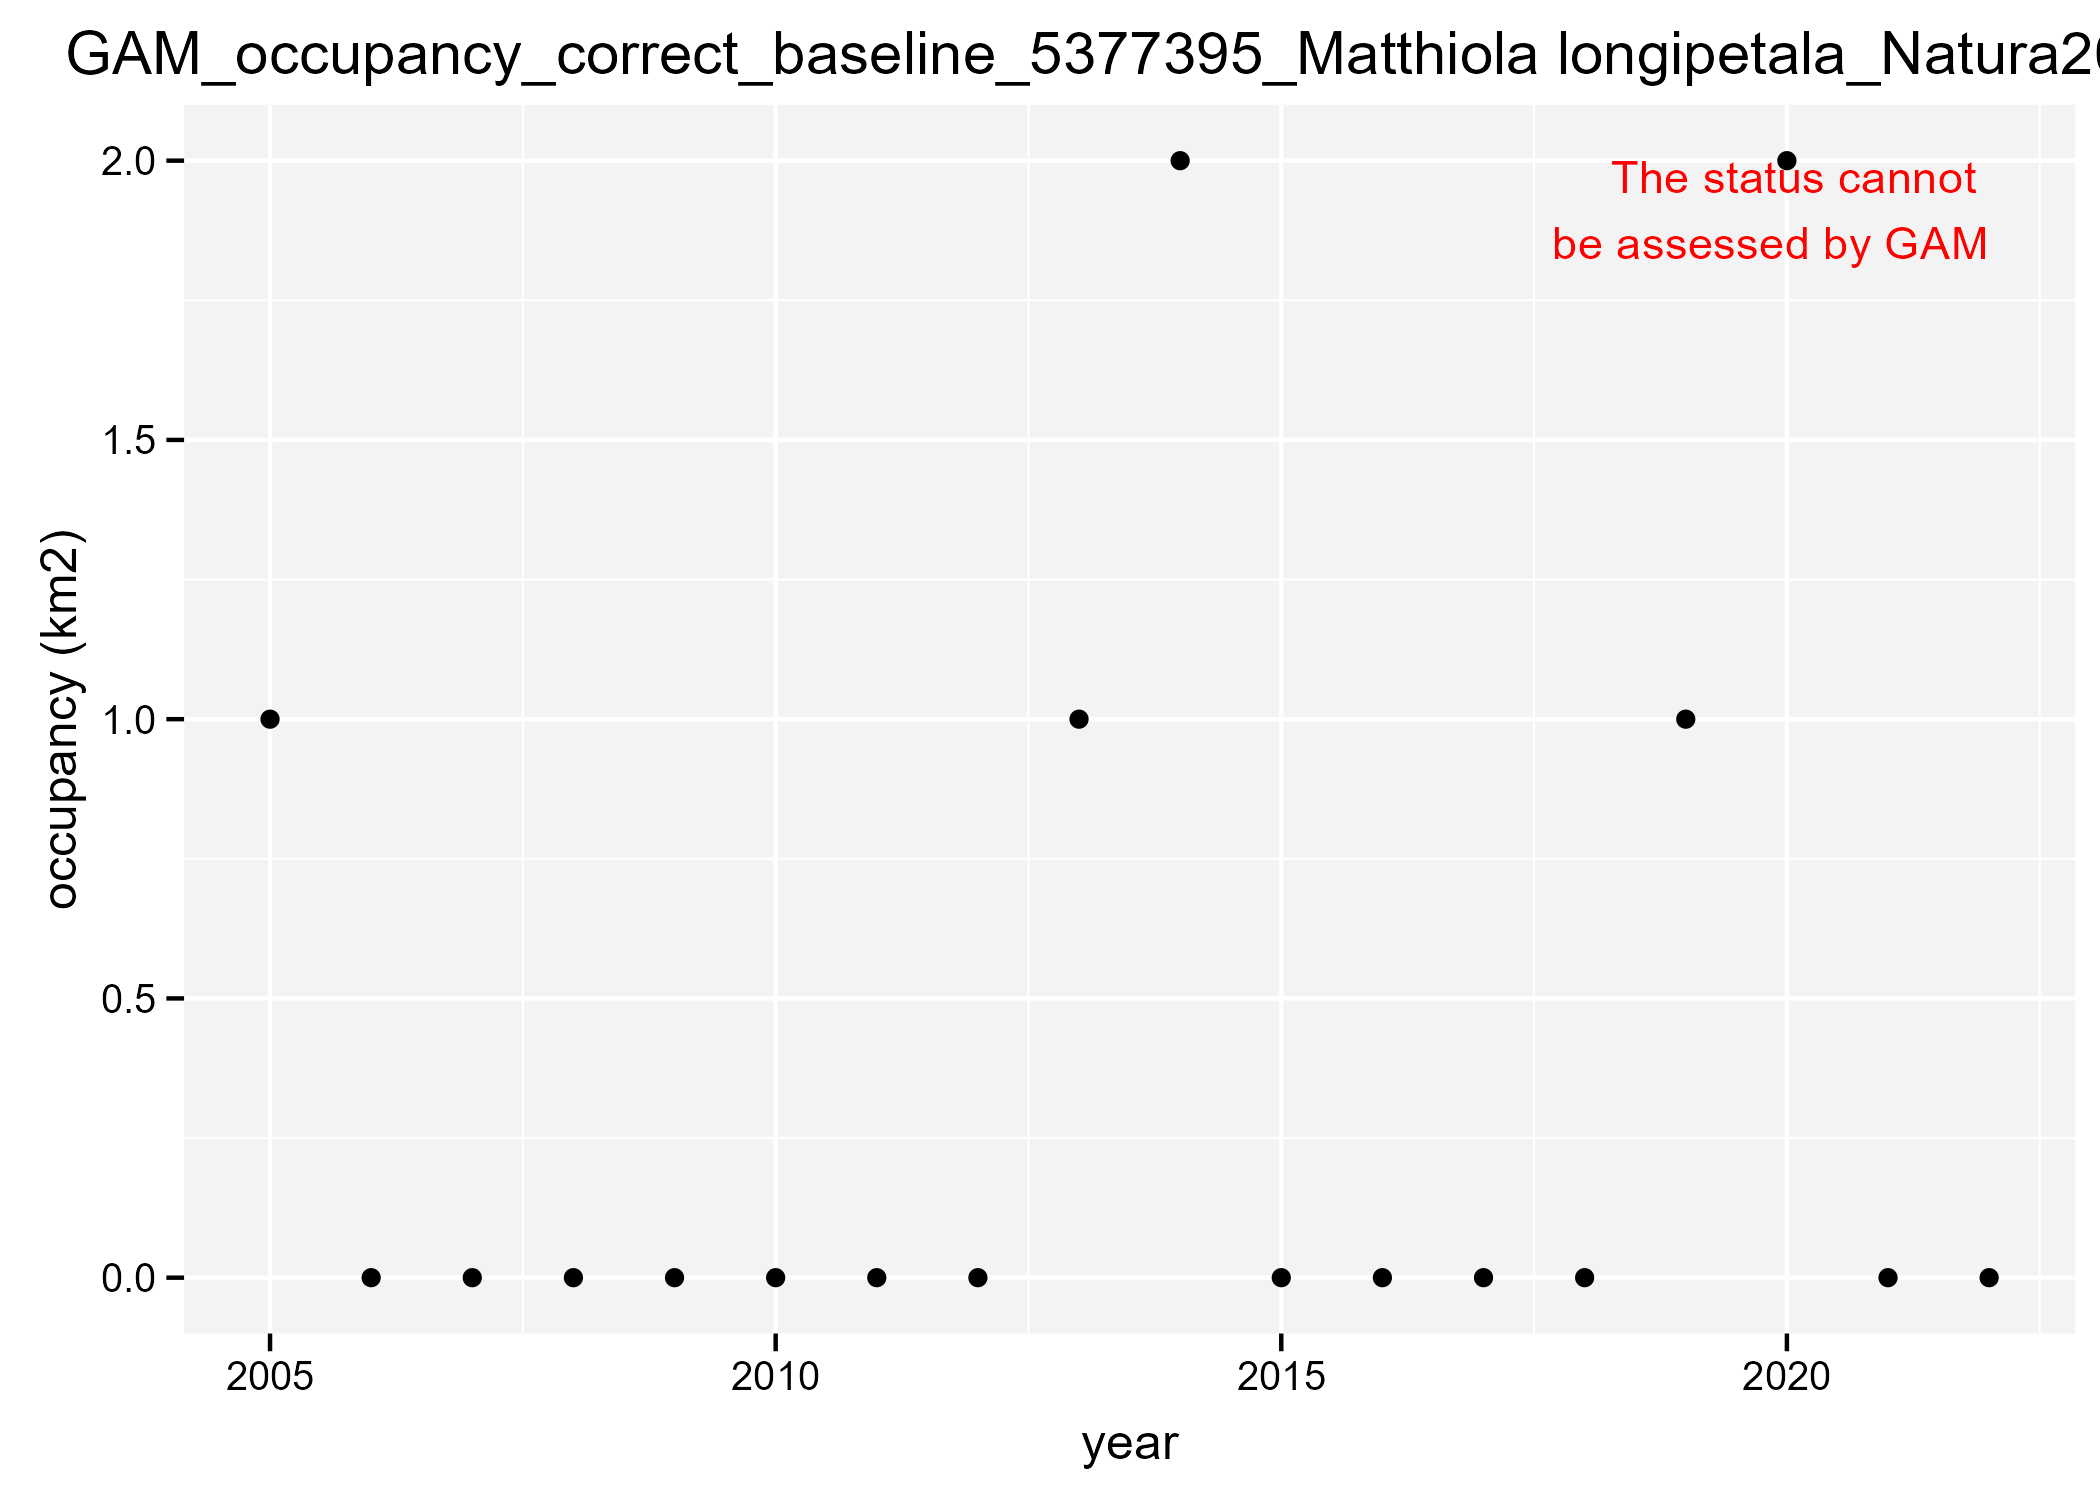 GAM_occupancy_correct_baseline_5377395_Matthiola longipetala_Natura20
2.0
The status cannot
be assessed by GAM
1.5
1.0
0.5
0.0
occupancy (km2)
2005
2010
2015
2020
year